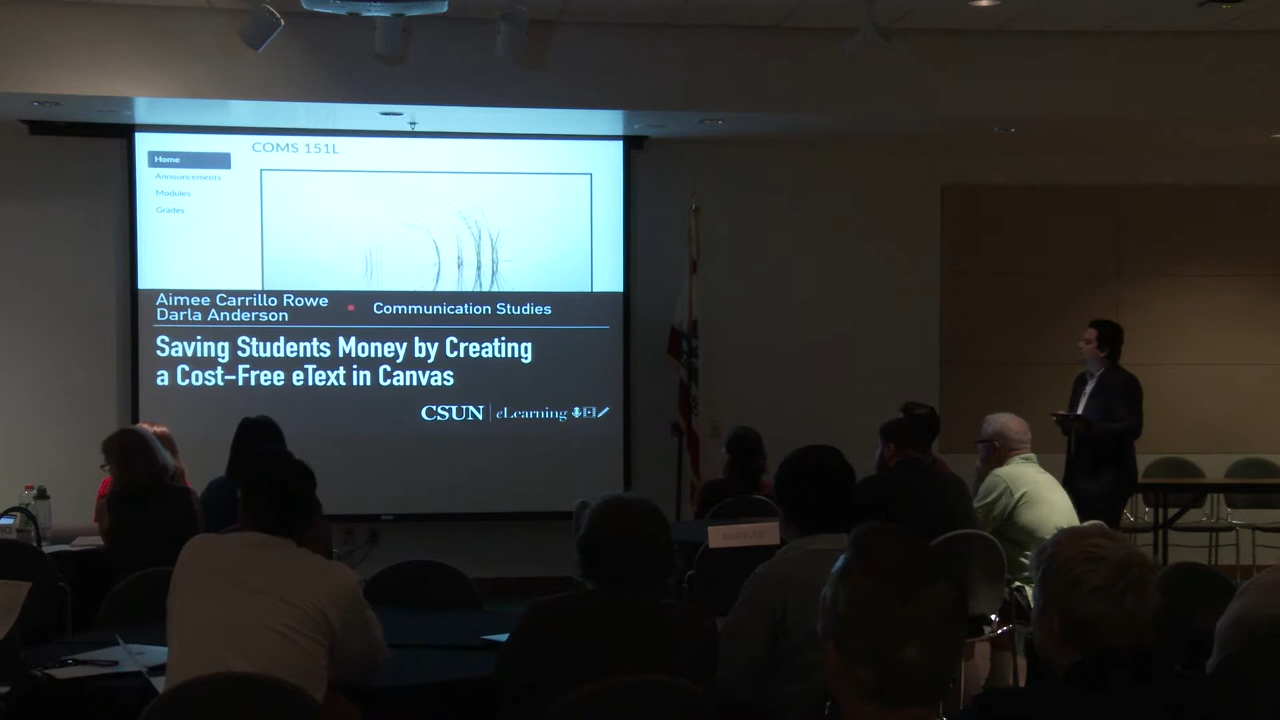 COMS 151L
Home
Announcements
Modules
Grades
Aimee Carrillo Rowe
Darla Anderson
Communication Studies
Saving Students Money by Creating
a Cost-Free eText in Canvas
CSUN eLearning
RESERVED